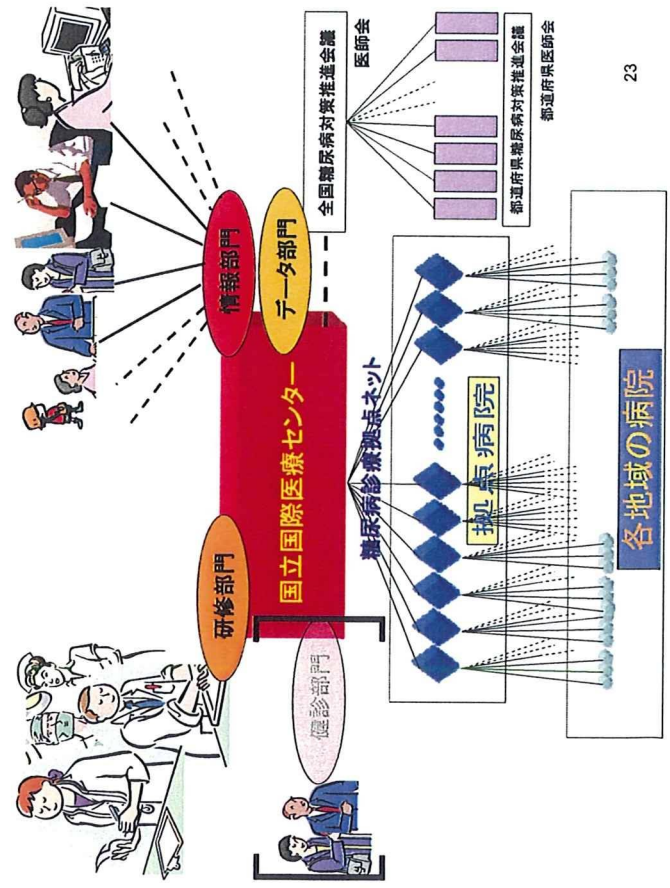 研修部門
情報部門
データ部門
国立国際医療センター
健診部門
全国糖尿病対策推進会議
医師会
都道府県糖尿病対策推進会議
都道府県医師会
糖尿病診療拠点ネット
拠点病院
各地域の病院
23